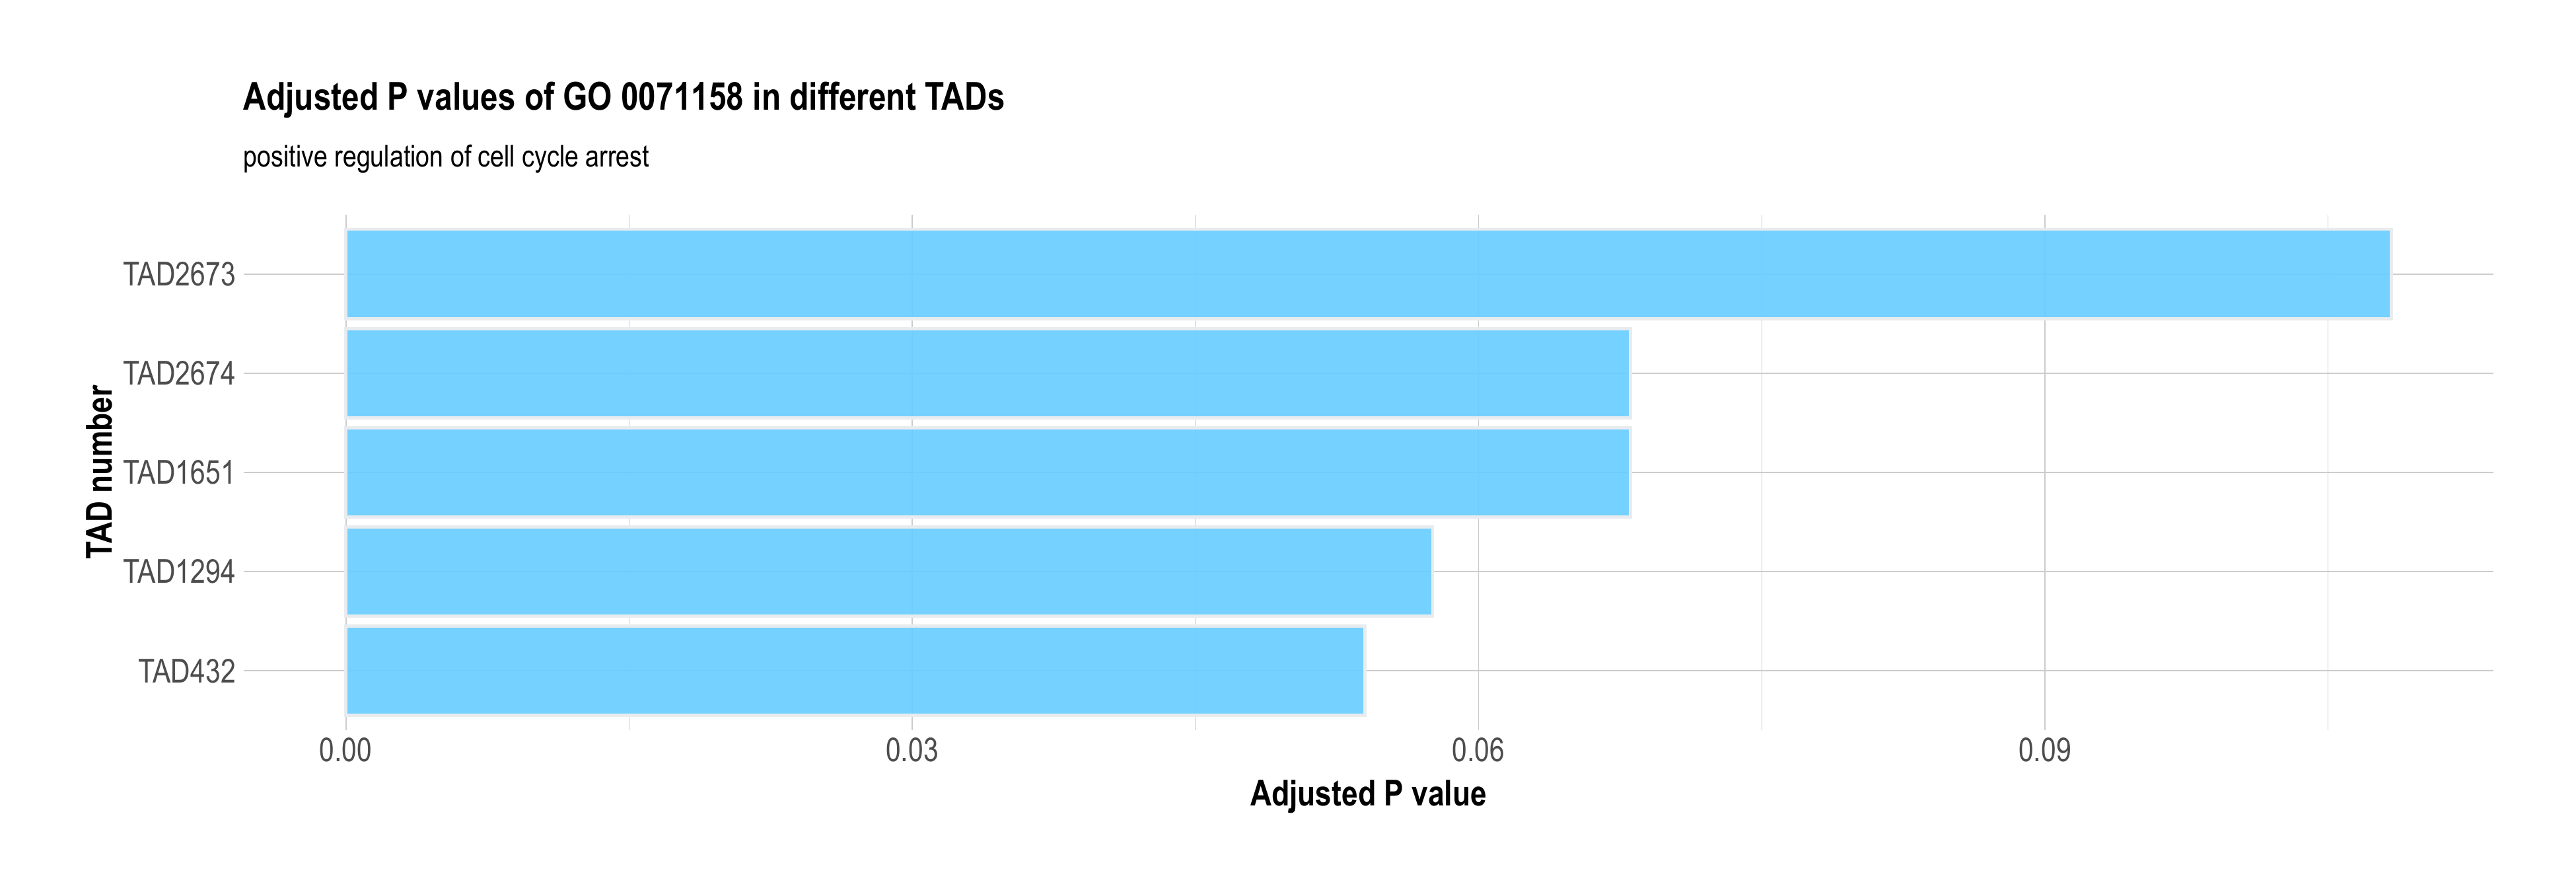 Adjusted P values of GO 0071158 in different TADs
positive regulation of cell cycle arrest
TAD number
TAD2673
TAD2674
TAD1651
TAD1294
TAD432
0.00 0.03 0.06 0.09
Adjusted P value